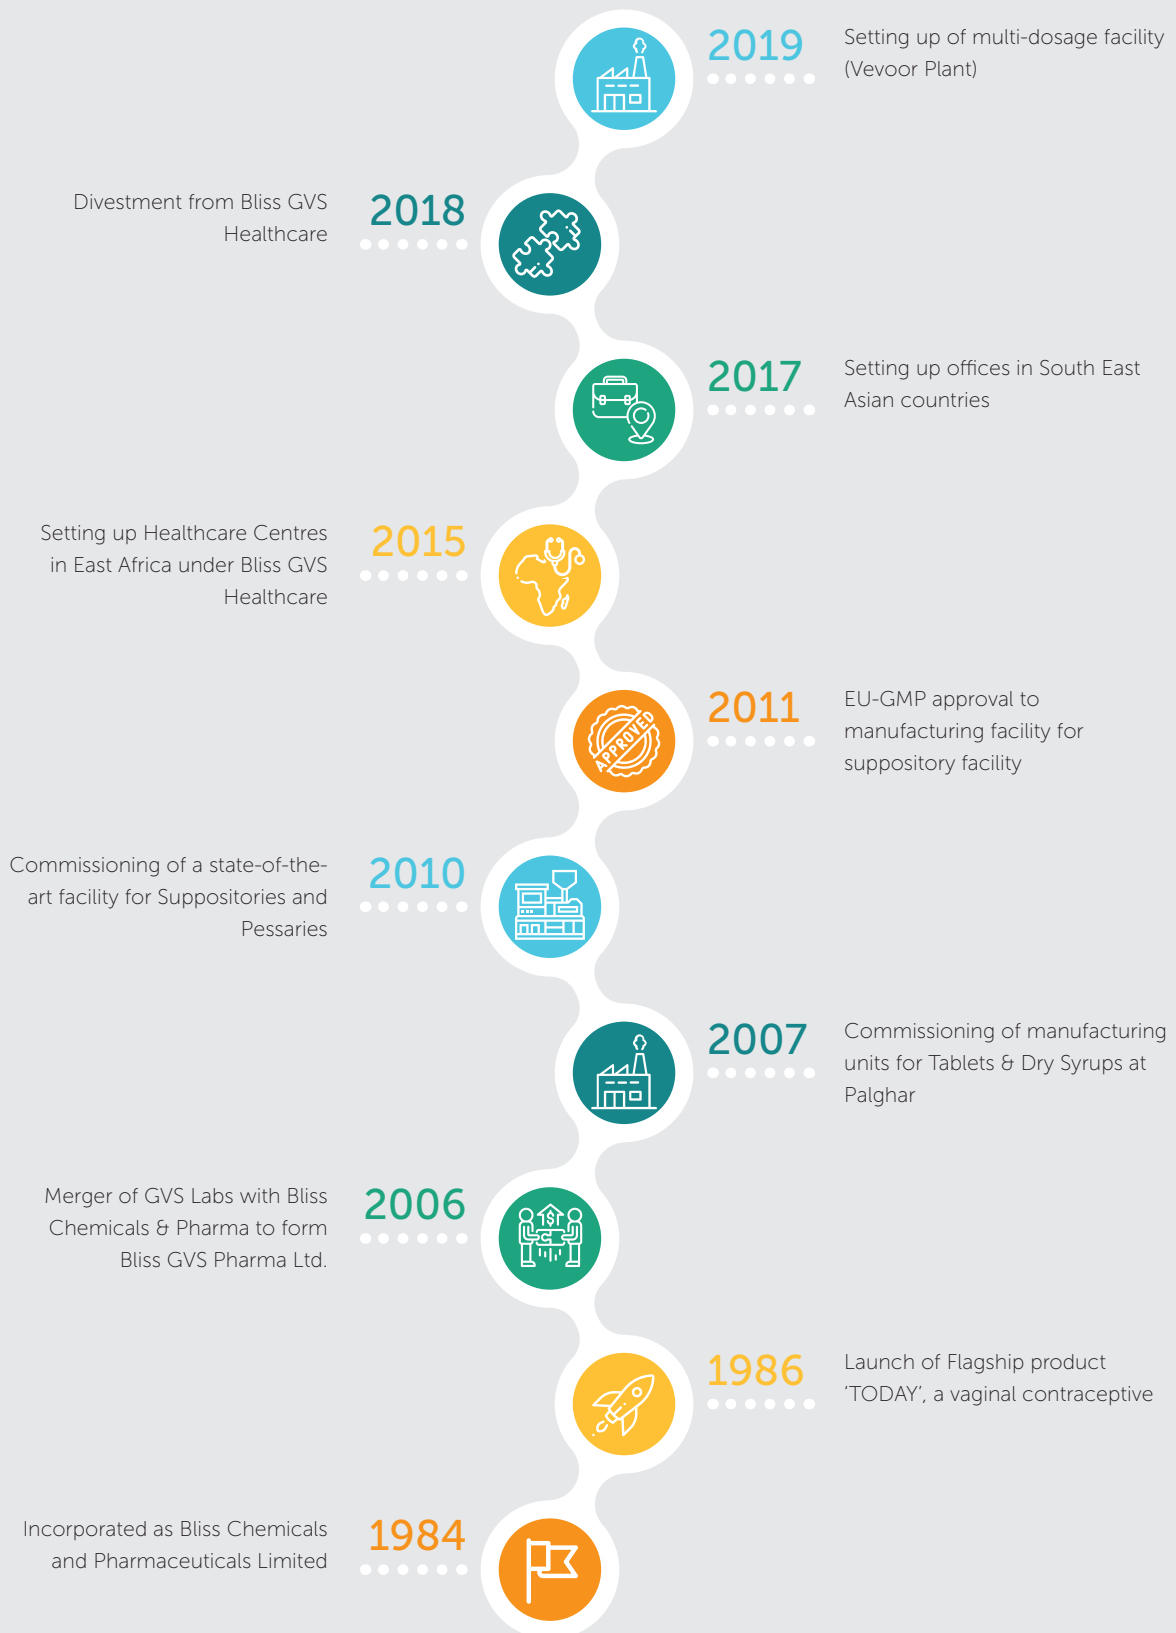 2019
Setting up of multi-dosage facility
(Vevoor Plant)
Divestment from Bliss GVS
Healthcare
2018
2017
Setting up offices in South East
Asian countries
Setting up Healthcare Centres
in East Africa under Bliss GVS
Healthcare
2015
APPROVED
2011
EU-GMP approval to
manufacturing facility for
suppository facility
Commissioning of a state-of-the-
art facility for Suppositories and
Pessaries
2010
2007
Commissioning of manufacturing
units for Tablets & Dry Syrups at
Palghar
Merger of GVS Labs with Bliss
Chemicals & Pharma to form
Bliss GVS Pharma Ltd.
2006
$
1986
Launch of Flagship product
‘TODAY’, a vaginal contraceptive
Incorporated as Bliss Chemicals
and Pharmaceuticals Limited
1984